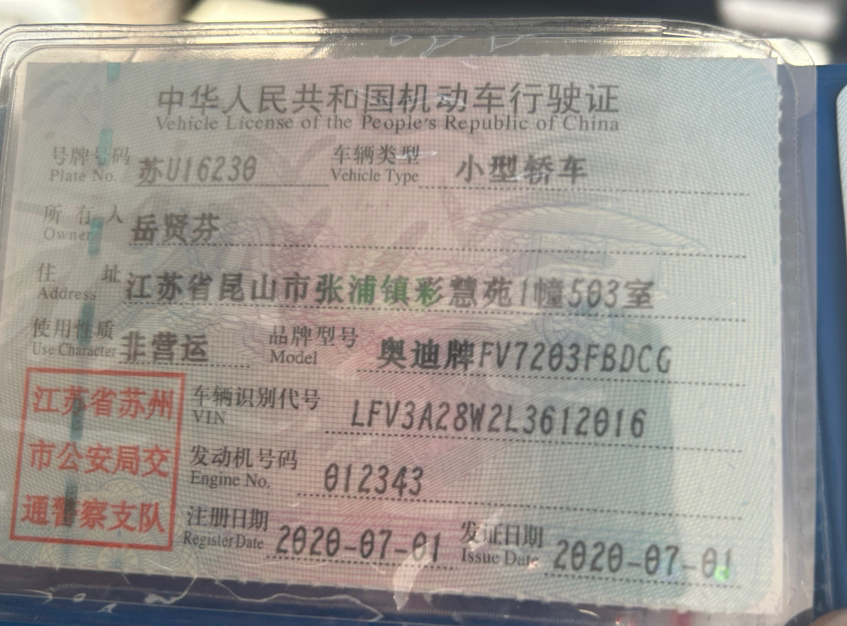 中华人民共和国机动车行驶证
Vehicle License of the People's Republic of China
号牌号码 苏U16230 车辆类型 小型轿车
Plate No. Vehicle Type
所有人 岳贤芬
Owner
住址 江苏省昆山市张浦镇彩慧苑1幢503室
Address
使用性质 非营运 品牌型号 奥迪牌FV7203FBDCG
Use Character Model
江苏省苏州
市公安局交
通警察支队
车辆识别代号 LFV3A28W2L3612016
VIN
发动机号码 012343
Engine No.
注册日期 2020-07-01 发证日期 2020-07-01
Register Date Issue Date